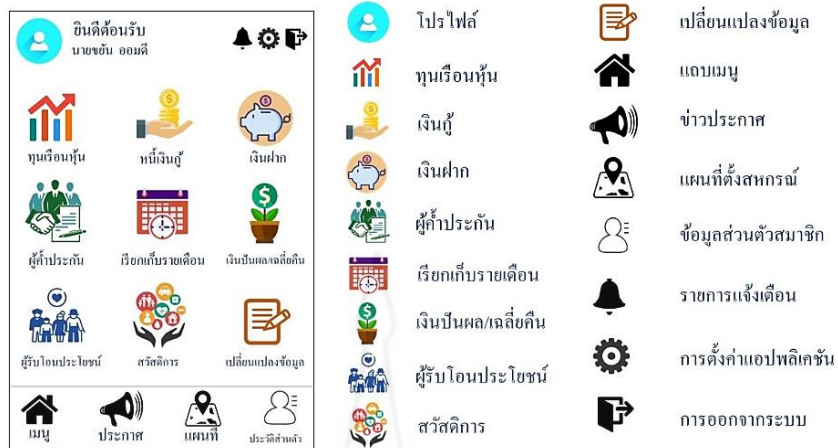 ยินดีต้อนรับ
นายขยัน ออมดี
ทุนเรือนหุ้น
หนี้เงินกู้
เงินฝาก
ผู้ค้ำประกัน
เรียกเก็บรายเดือน
เงินปันผล/เฉลี่ยคืน
ผู้รับโอนประโยชน์
สวัสดิการ
เปลี่ยนแปลงข้อมูล
เมนู
ประกาศ
แผนที่
ประวัติส่วนตัว
โปรไฟล์
ทุนเรือนหุ้น
เงินกู้
เงินฝาก
ผู้ค้ำประกัน
เรียกเก็บรายเดือน
เงินปันผล/เฉลี่ยคืน
ผู้รับโอนประโยชน์
สวัสดิการ
เปลี่ยนแปลงข้อมูล
แถบเมนู
ข่าวประกาศ
แผนที่ตั้งสหกรณ์
ข้อมูลส่วนตัวสมาชิก
รายการแจ้งเตือน
การตั้งค่าแอปพลิเคชัน
การออกจากระบบ